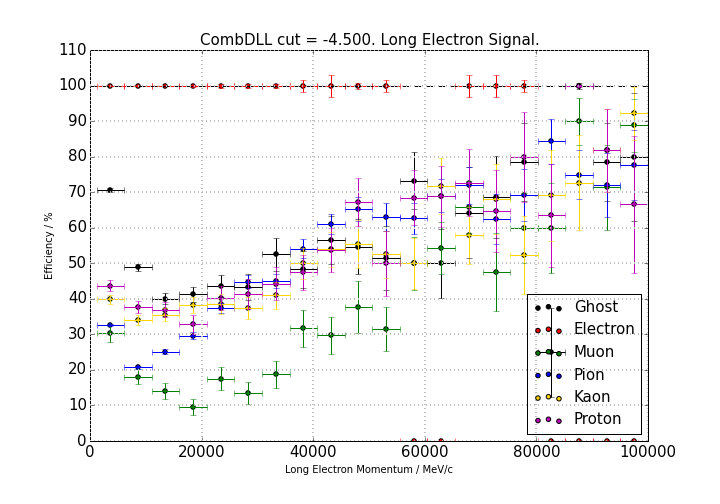 CombDLL cut = -4.500. Long Electron Signal.
110
100
90
80
70
60
50
40
30
20
10
0
Efficiency / %
Ghost
Electron
Muon
Pion
Kaon
Proton
0 20000 40000 60000 80000 100000
Long Electron Momentum / MeV/c